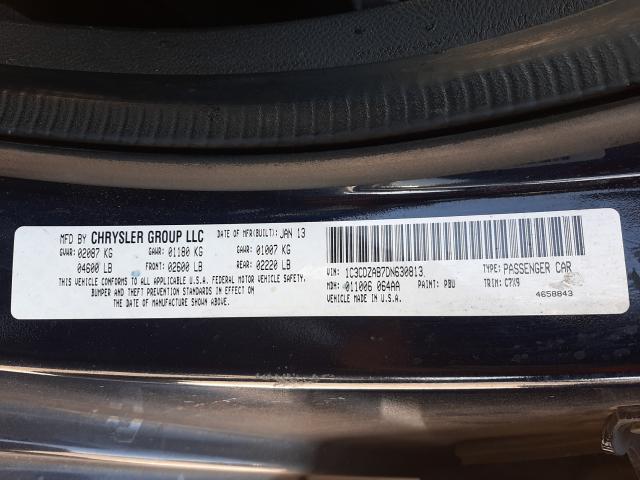 MFD BY CHRYSLER GROUP LLC DATE OF MFR(BUILT): JAN 13
GVWR: 02087 KG GAWR: 01180 KG GAWR: 01007 KG
04600 LB FRONT: 02600 LB REAR: 02220 LB
THIS VEHICLE CONFORMS TO ALL APPLICABLE U.S.A. FEDERAL MOTOR VEHICLE SAFETY,
BUMPER AND THEFT PREVENTION STANDARDS IN EFFECT ON
THE DATE OF MANUFACTURE SHOWN ABOVE. U.S.A.
VIN: 1C3CDZAB7DN630813 TYPE: PASSENGER CAR
MDH: 011006 064AA PAINT: PBU TRIM: C7X9
4658843